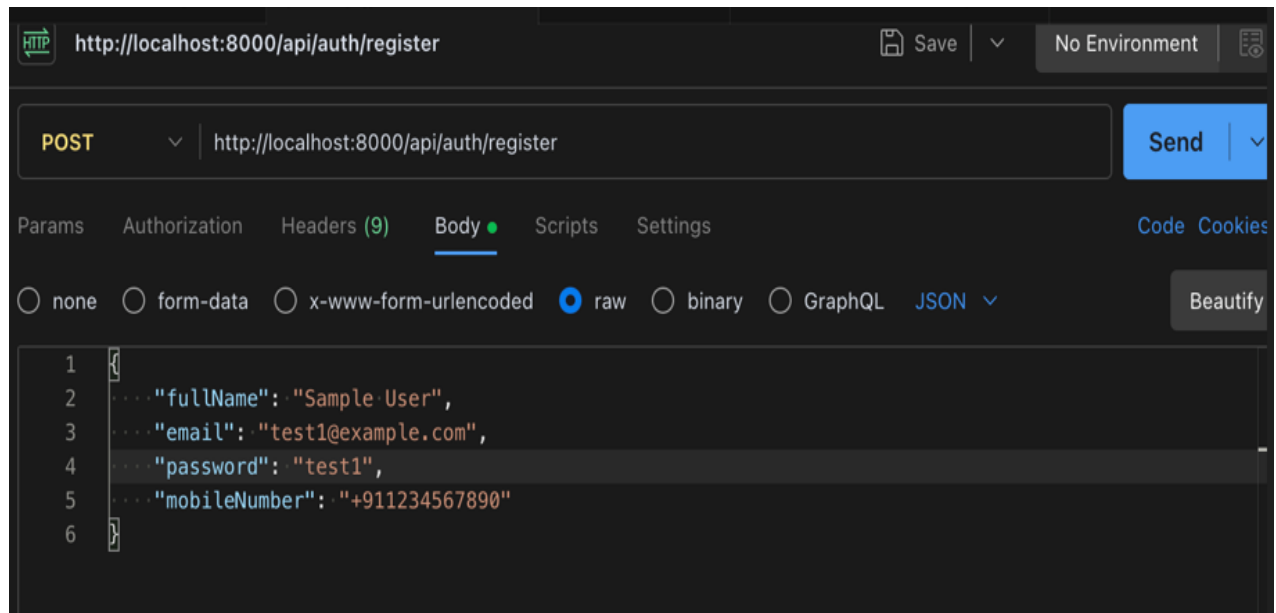 HTTP http://localhost:8000/api/auth/register Save No Environment
POST http://localhost:8000/api/auth/register Send
Params Authorization Headers (9) Body Scripts Settings Code Cookies
none form-data x-www-form-urlencoded raw binary GraphQL JSON Beautify
1 {
2 "fullName": "Sample User",
3 "email": "test1@example.com",
4 "password": "test1",
5 "mobileNumber": "+911234567890"
6 }